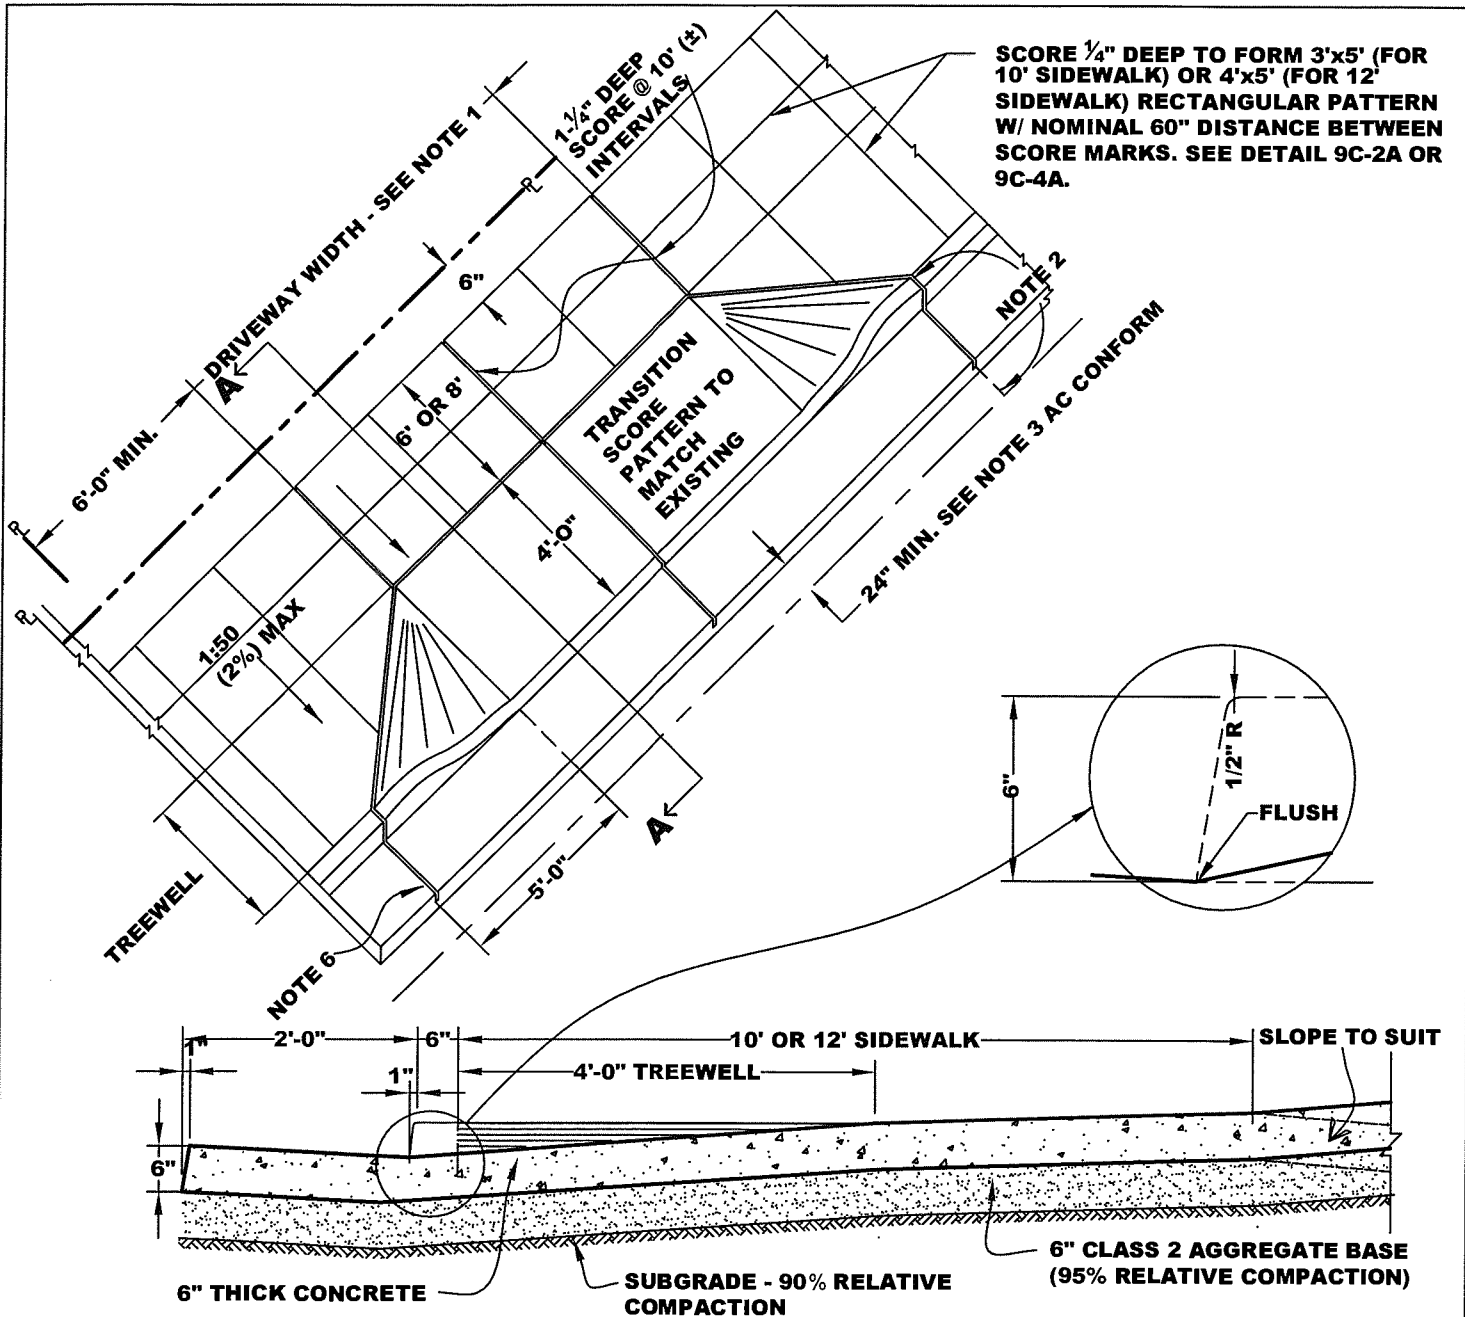 SCORE 1/4" DEEP TO FORM 3'x5' (FOR
10' SIDEWALK) OR 4'x5' (FOR 12'
SIDEWALK) RECTANGULAR PATTERN
W/ NOMINAL 60" DISTANCE BETWEEN
SCORE MARKS. SEE DETAIL 9C-2A OR
9C-4A.
1-1/4" DEEP
SCORE @ 10' (±)
INTERVALS
DRIVEWAY WIDTH - SEE NOTE 1
PL
6"
NOTE 2
A
6'-0" MIN.
6' OR 8'
TRANSITION
SCORE
PATTERN TO
MATCH
EXISTING
PL
4'-0"
24" MIN. SEE NOTE 3 AC CONFORM
PL
1:50
(2%) MAX
TREEWELL
NOTE 6
5'-0"
A
6"
1/2" R
FLUSH
1"
2'-0"
6"
10' OR 12' SIDEWALK
SLOPE TO SUIT
1"
4'-0" TREEWELL
6"
6" THICK CONCRETE
SUBGRADE - 90% RELATIVE
COMPACTION
6" CLASS 2 AGGREGATE BASE
(95% RELATIVE COMPACTION)